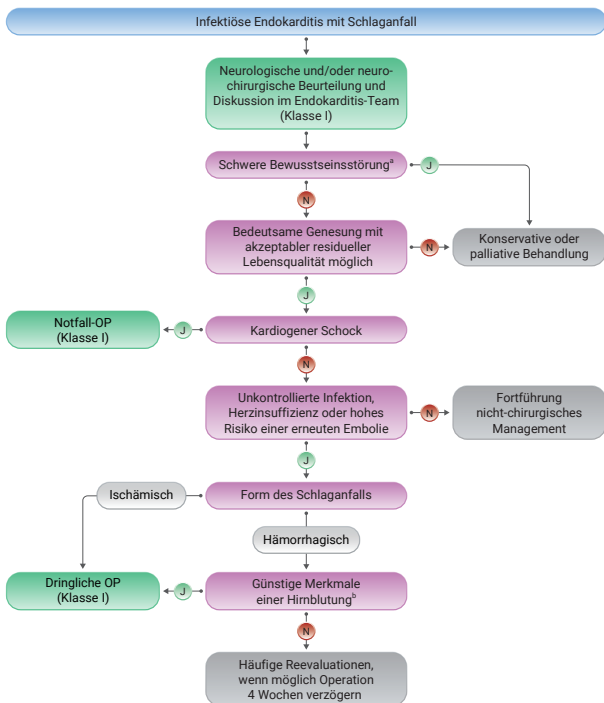 Infektiöse Endokarditis mit Schlaganfall
Neurologische und/oder neuro-
chirurgische Beurteilung und
Diskussion im Endokarditis-Team
(Klasse I)
Schwere Bewusstseinsstörungᵃ
J
N
Bedeutsame Genesung mit
akzeptabler residueller
Lebensqualität möglich
N
Konservative oder
palliative Behandlung
J
Notfall-OP
(Klasse I)
J
Kardiogener Schock
N
Unkontrollierte Infektion,
Herzinsuffizienz oder hohes
Risiko einer erneuten Embolie
N
Fortführung
nicht-chirurgisches
Management
J
Ischämisch
Form des Schlaganfalls
Hämorrhagisch
Dringliche OP
(Klasse I)
J
Günstige Merkmale
einer Hirnblutungᵇ
N
Häufige Reevaluationen,
wenn möglich Operation
4 Wochen verzögern